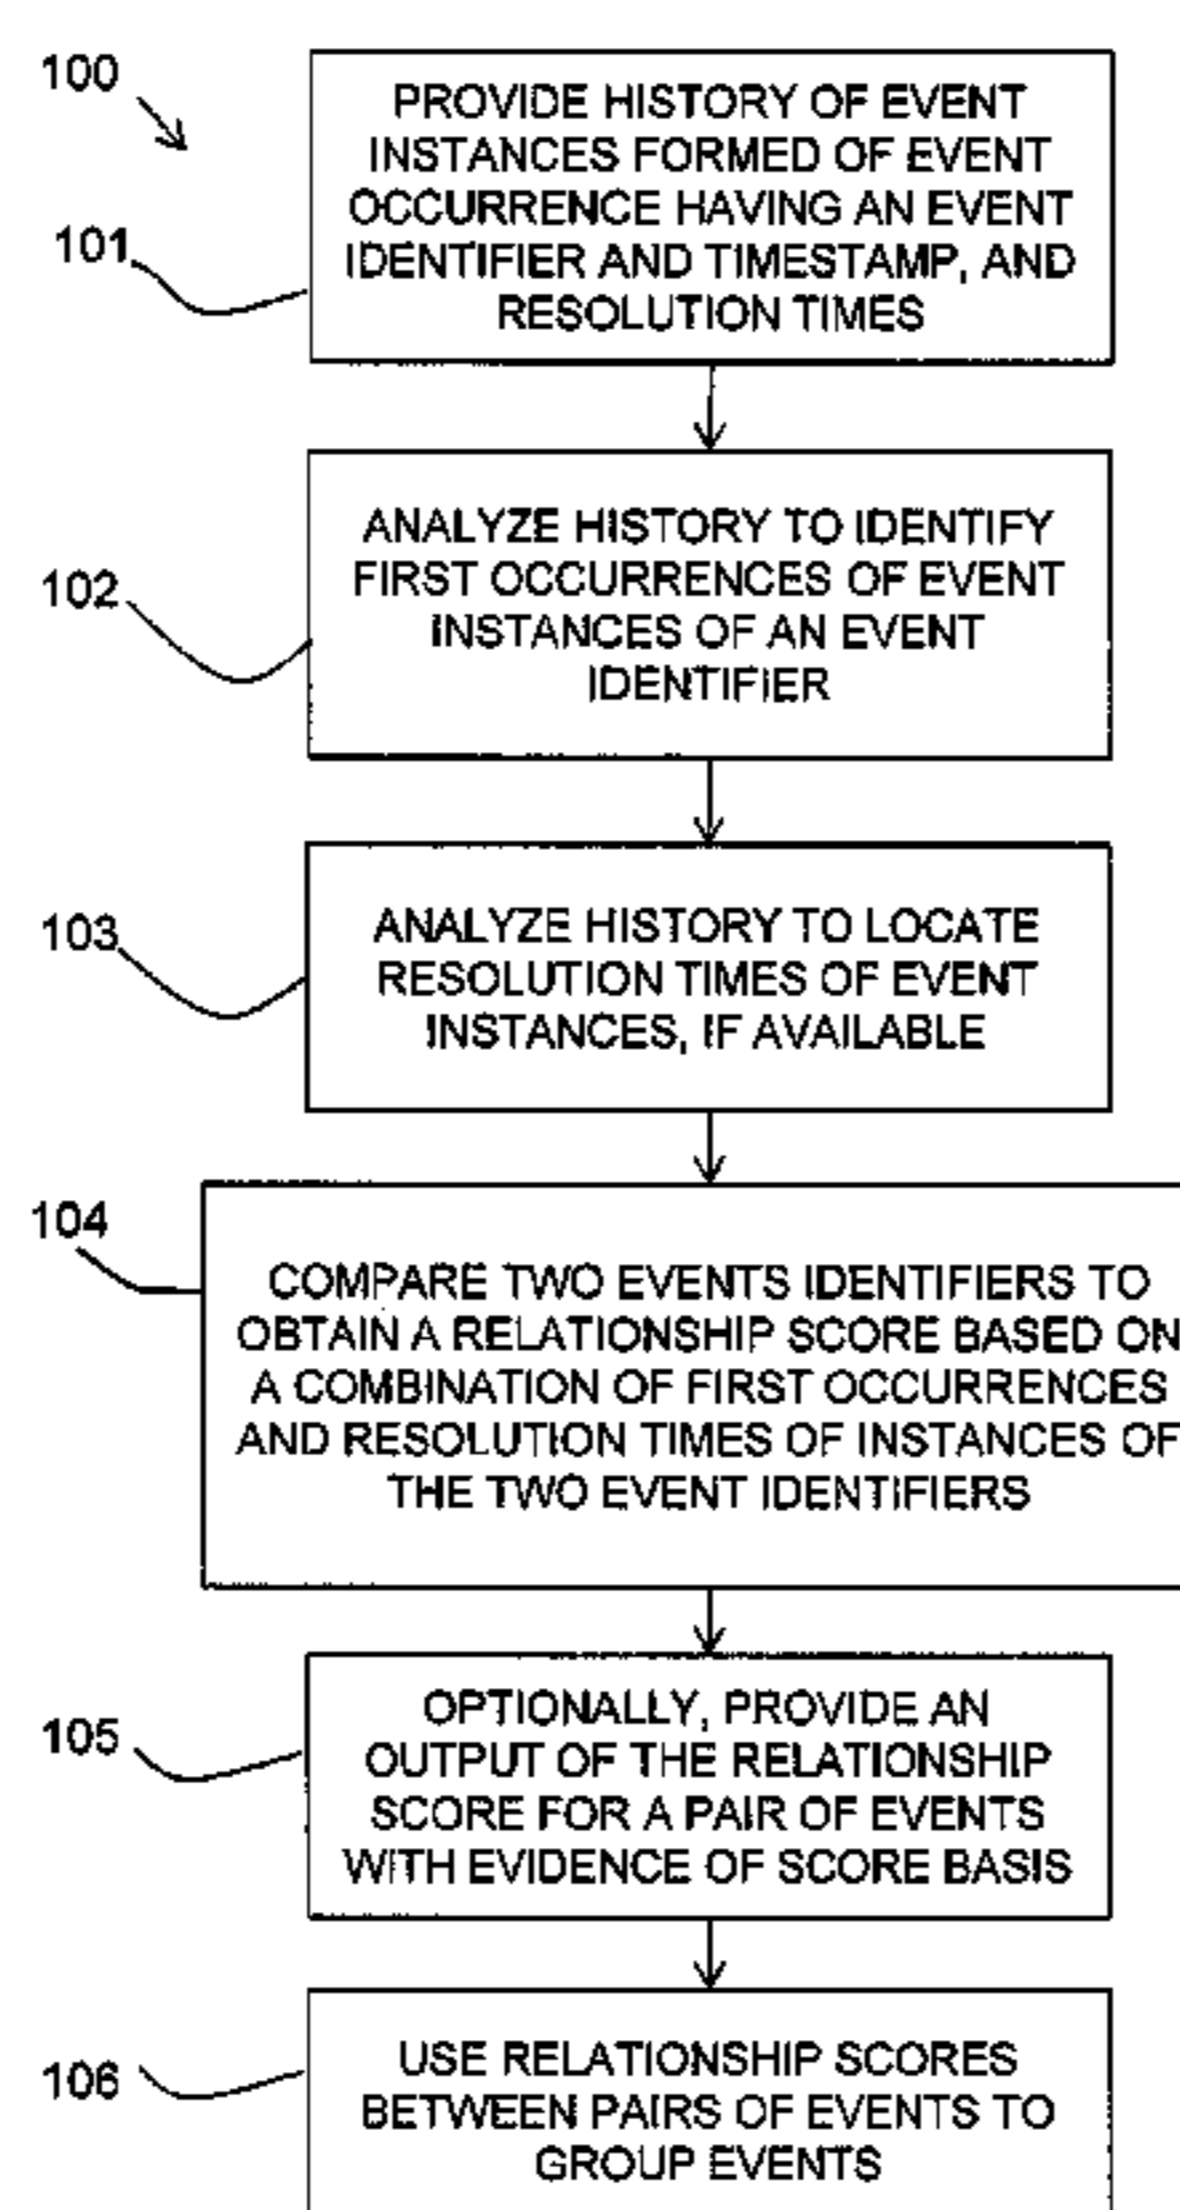 100
PROVIDE HISTORY OF EVENT
INSTANCES FORMED OF EVENT
OCCURRENCE HAVING AN EVENT
IDENTIFIER AND TIMESTAMP, AND
RESOLUTION TIMES
101
ANALYZE HISTORY TO IDENTIFY
FIRST OCCURRENCES OF EVENT
INSTANCES OF AN EVENT
IDENTIFIER
102
ANALYZE HISTORY TO LOCATE
RESOLUTION TIMES OF EVENT
INSTANCES, IF AVAILABLE
103
104
COMPARE TWO EVENTS IDENTIFIERS TO
OBTAIN A RELATIONSHIP SCORE BASED ON
A COMBINATION OF FIRST OCCURRENCES
AND RESOLUTION TIMES OF INSTANCES OF
THE TWO EVENT IDENTIFIERS
105
OPTIONALLY, PROVIDE AN
OUTPUT OF THE RELATIONSHIP
SCORE FOR A PAIR OF EVENTS
WITH EVIDENCE OF SCORE BASIS
106
USE RELATIONSHIP SCORES
BETWEEN PAIRS OF EVENTS TO
GROUP EVENTS